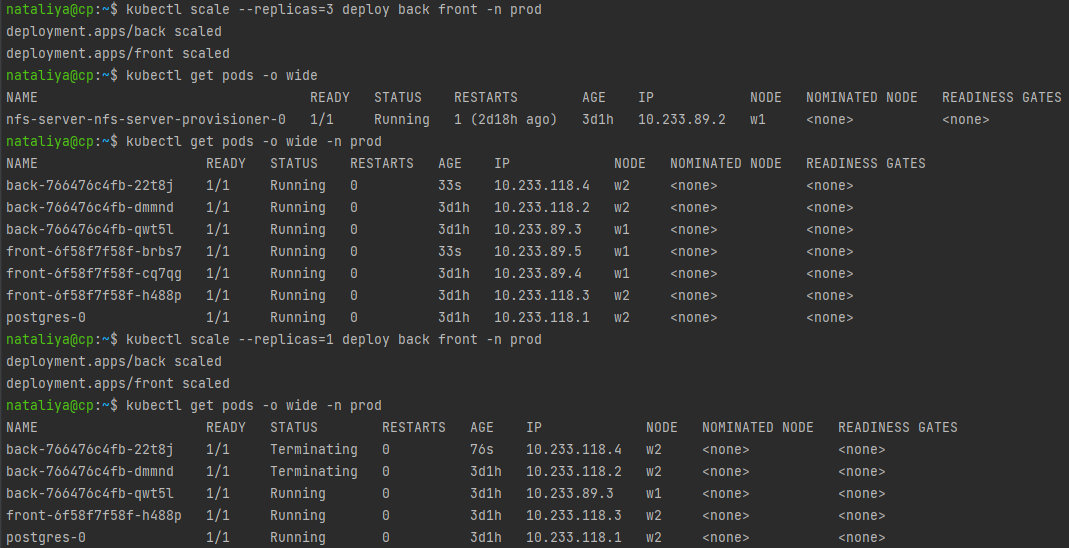 nataliya@cp:~$ kubectl scale --replicas=3 deploy back front -n prod
deployment.apps/back scaled
deployment.apps/front scaled
nataliya@cp:~$ kubectl get pods -o wide
NAME                                  READY   STATUS    RESTARTS        AGE    IP            NODE   NOMINATED NODE   READINESS GATES
nfs-server-nfs-server-provisioner-0   1/1     Running   1 (2d18h ago)   3d1h   10.233.89.2   w1     <none>           <none>
nataliya@cp:~$ kubectl get pods -o wide -n prod
NAME                     READY   STATUS    RESTARTS   AGE    IP             NODE   NOMINATED NODE   READINESS GATES
back-766476c4fb-22t8j    1/1     Running   0          33s    10.233.118.4   w2     <none>           <none>
back-766476c4fb-dmmnd    1/1     Running   0          3d1h   10.233.118.2   w2     <none>           <none>
back-766476c4fb-qwt5l    1/1     Running   0          3d1h   10.233.89.3    w1     <none>           <none>
front-6f58f7f58f-brbs7   1/1     Running   0          33s    10.233.89.5    w1     <none>           <none>
front-6f58f7f58f-cq7qg   1/1     Running   0          3d1h   10.233.89.4    w1     <none>           <none>
front-6f58f7f58f-h488p   1/1     Running   0          3d1h   10.233.118.3   w2     <none>           <none>
postgres-0               1/1     Running   0          3d1h   10.233.118.1   w2     <none>           <none>
nataliya@cp:~$ kubectl scale --replicas=1 deploy back front -n prod
deployment.apps/back scaled
deployment.apps/front scaled
nataliya@cp:~$ kubectl get pods -o wide -n prod
NAME                     READY   STATUS        RESTARTS   AGE    IP             NODE   NOMINATED NODE   READINESS GATES
back-766476c4fb-22t8j    1/1     Terminating   0          76s    10.233.118.4   w2     <none>           <none>
back-766476c4fb-dmmnd    1/1     Terminating   0          3d1h   10.233.118.2   w2     <none>           <none>
back-766476c4fb-qwt5l    1/1     Running       0          3d1h   10.233.89.3    w1     <none>           <none>
front-6f58f7f58f-h488p   1/1     Running       0          3d1h   10.233.118.3   w2     <none>           <none>
postgres-0               1/1     Running       0          3d1h   10.233.118.1   w2     <none>           <none>